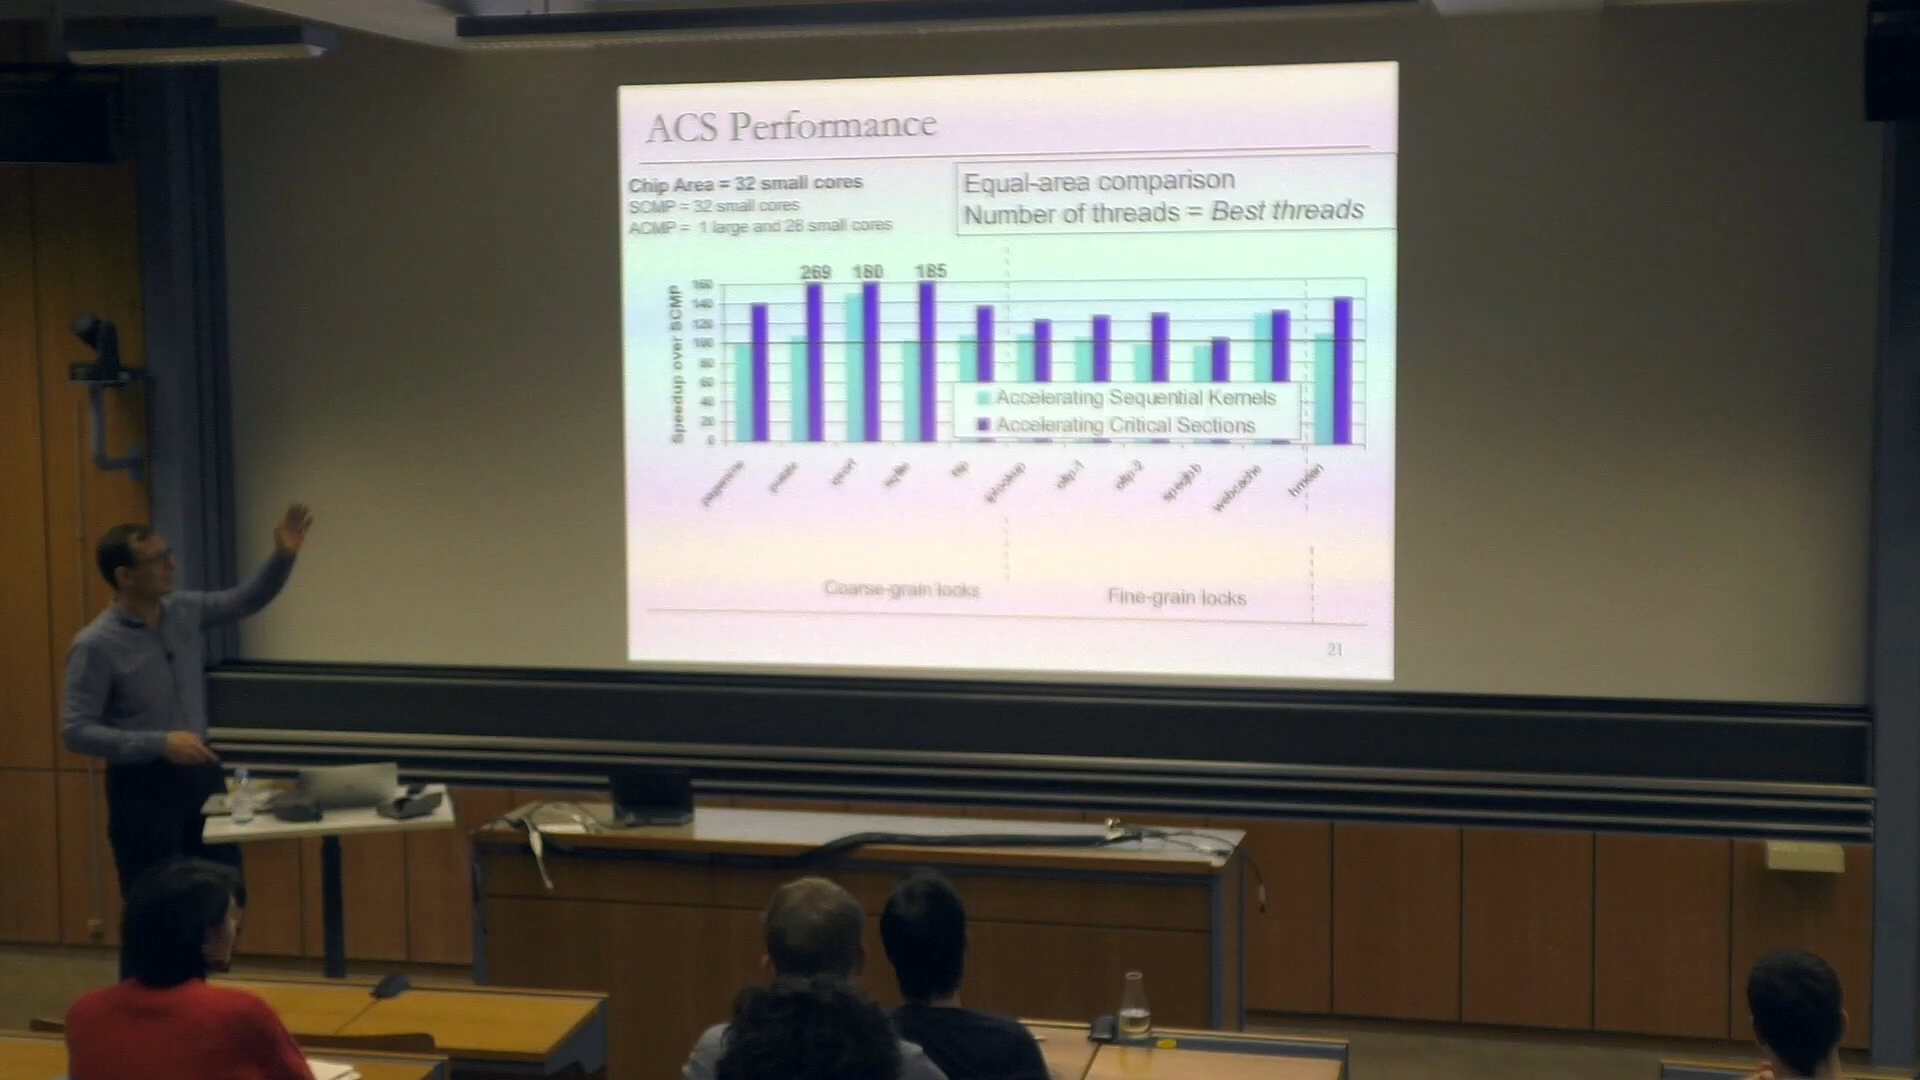 ACS Performance
Chip Area = 32 small cores
SCMP = 32 small cores
ACMP = 1 large and 28 small cores
Equal-area comparison
Number of threads = Best threads
269 180 185
Speedup over SCMP
160
140
120
100
80
60
40
20
0
Accelerating Sequential Kernels
Accelerating Critical Sections
pagemine puzzle qsort sqlite tsp iplookup oltp-1 oltp-2 specjbb webcache hmean
Coarse-grain locks
Fine-grain locks
21